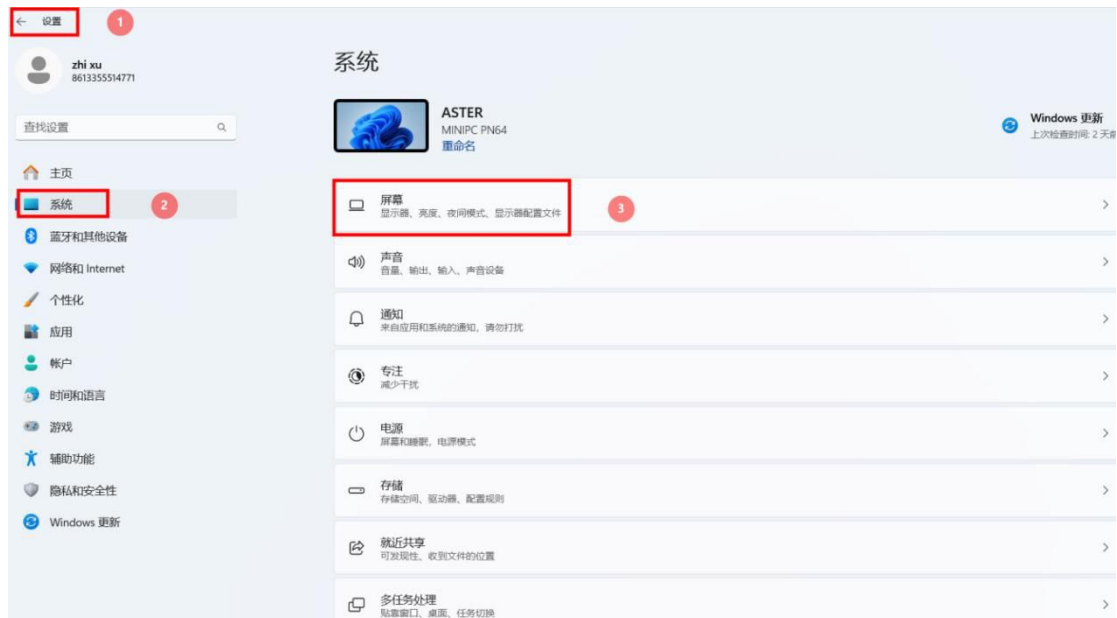 ← 设置
1
zhi xu
8613355514771
查找设置
主页
系统
2
蓝牙和其他设备
网络和 Internet
个性化
应用
帐户
时间和语言
游戏
辅助功能
隐私和安全性
Windows 更新
系统
ASTER
MINIPC PN64
重命名
Windows 更新
上次检查时间: 2 天前
屏幕
显示器、亮度、夜间模式、显示器配置文件
3
声音
音量、输出、输入、声音设备
通知
来自应用和系统的通知，请勿打扰
专注
减少干扰
电源
屏幕和睡眠、电源模式
存储
存储空间、驱动器、配置规则
就近共享
可发现性、收到文件的位置
多任务处理
贴靠窗口、桌面、任务切换